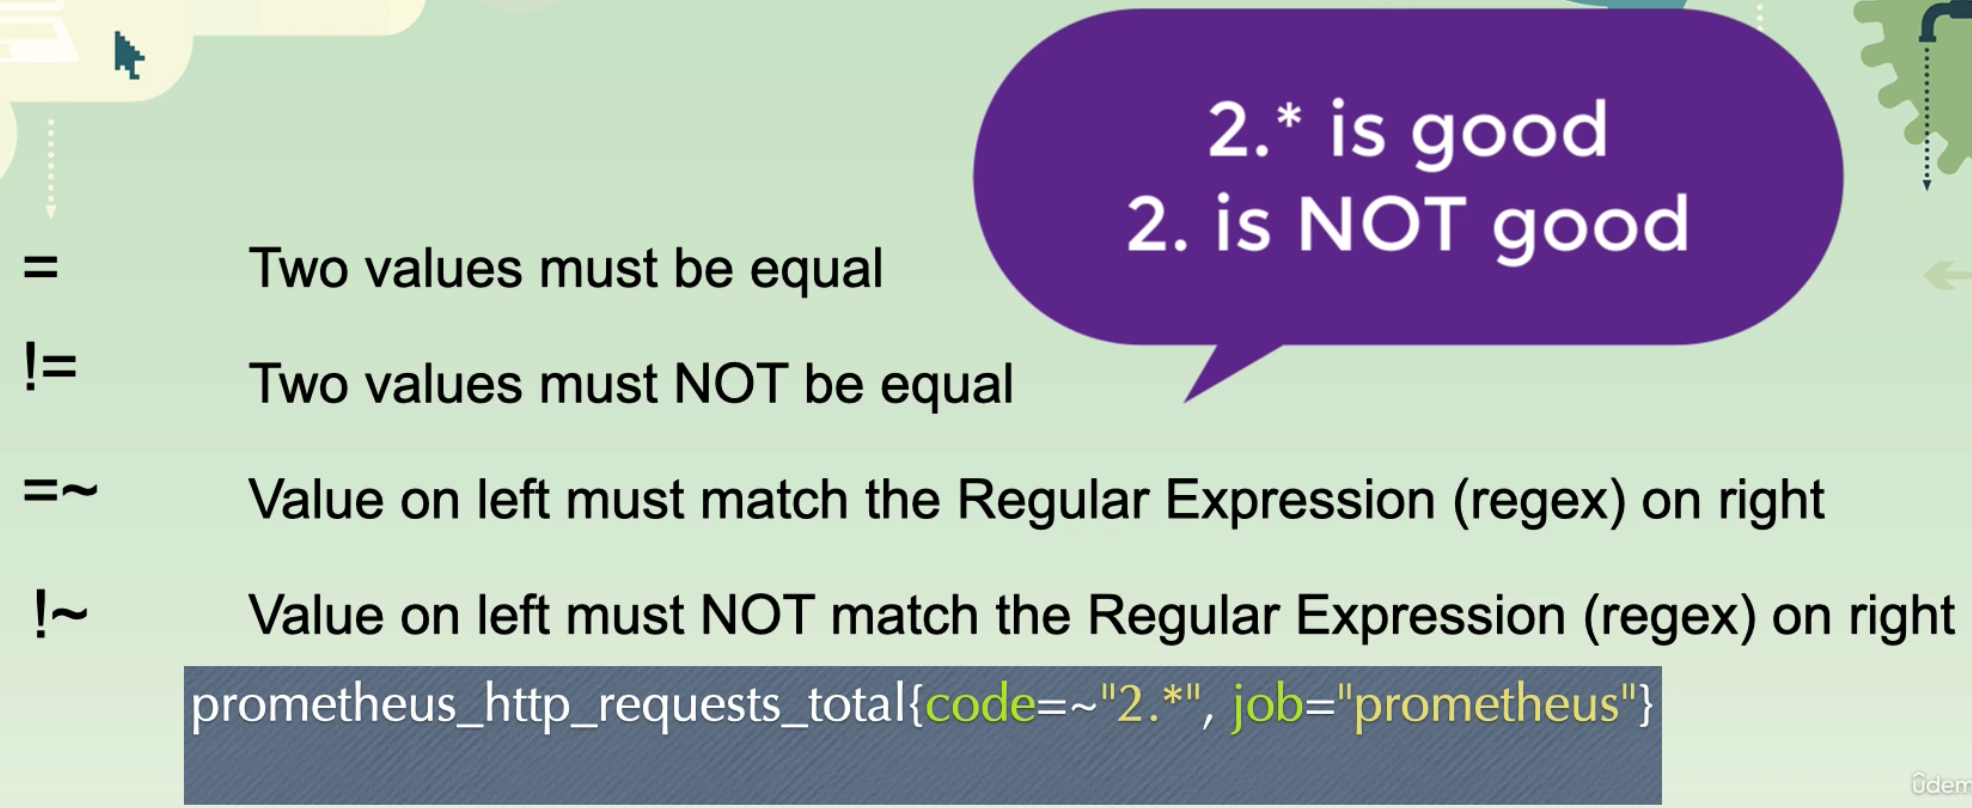 2.* is good
2. is NOT good
= Two values must be equal
!= Two values must NOT be equal
=~ Value on left must match the Regular Expression (regex) on right
!~ Value on left must NOT match the Regular Expression (regex) on right
prometheus_http_requests_total{code=~"2.*", job="prometheus"}
ûdem